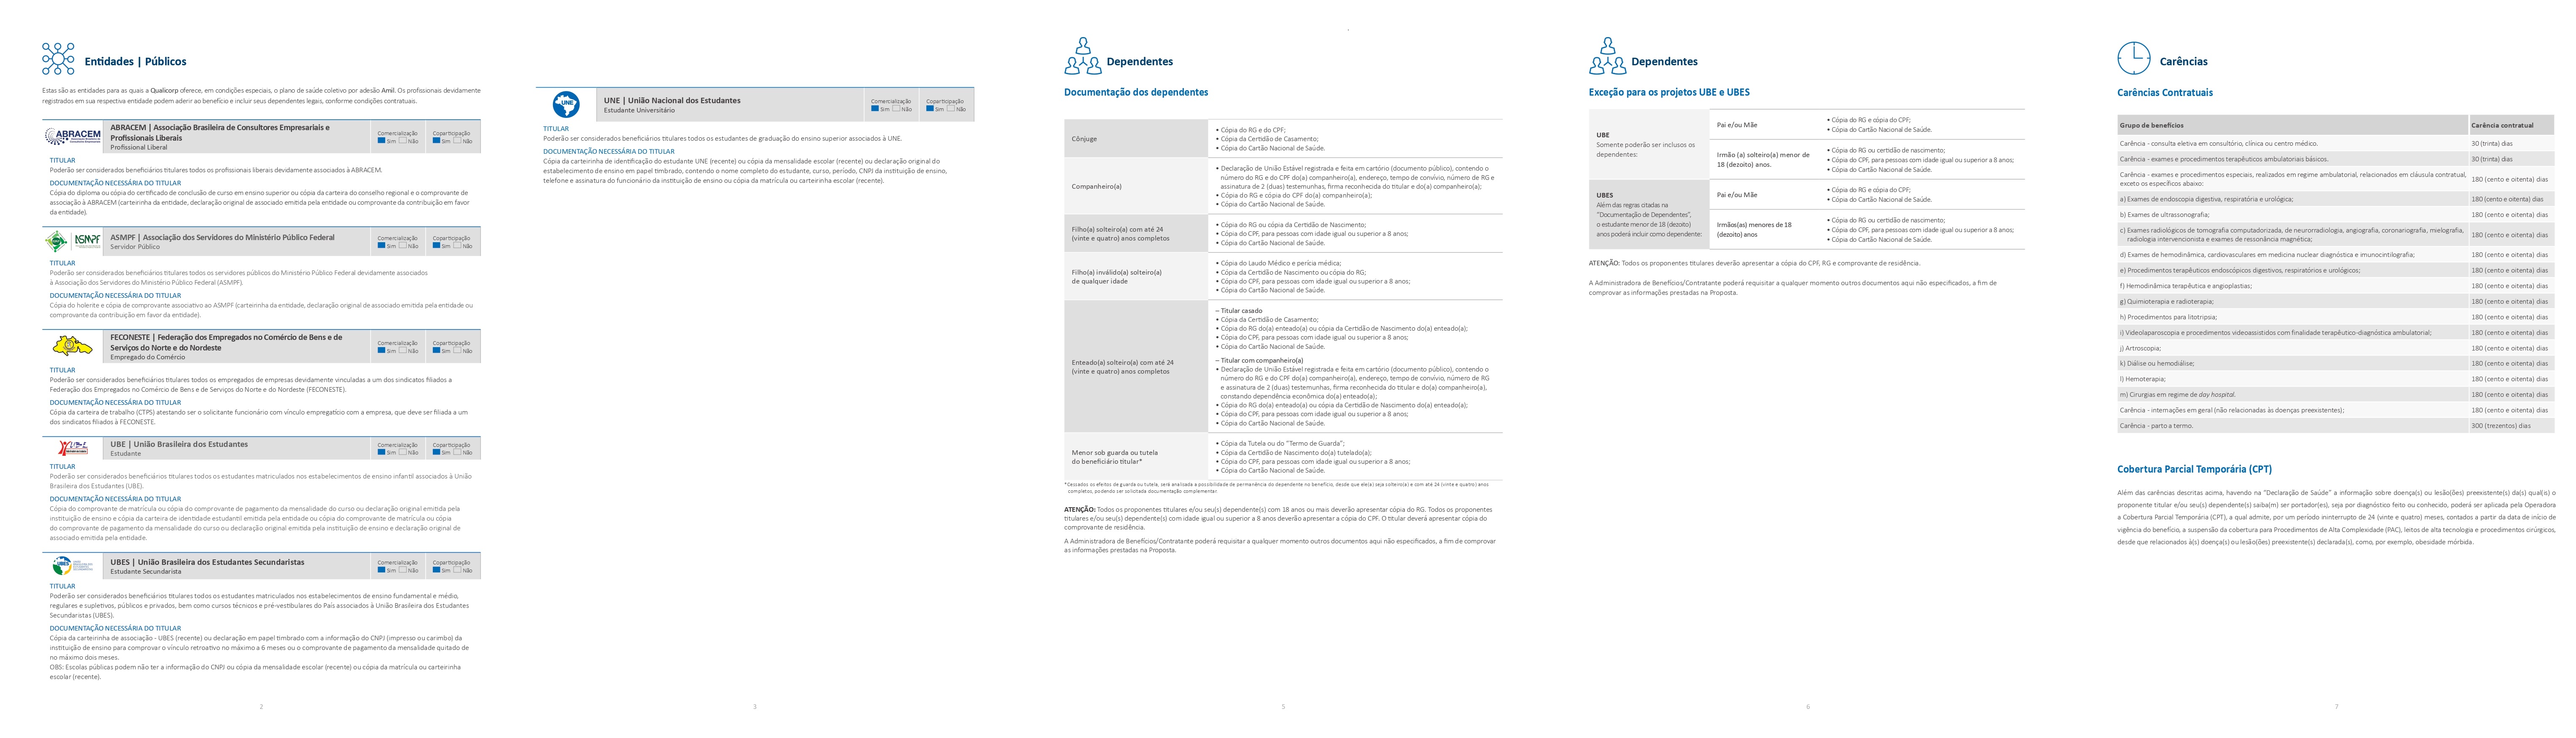 Entidades | Públicos
Estas são as entidades para as quais a Qualicorp oferece, em condições especiais, o plano de saúde coletivo por adesão Amil. Os profissionais devidamente
registrados em sua respectiva entidade podem aderir ao benefício e incluir seus dependentes legais, conforme condições contratuais.
ABRACEM
ABRACEM | Associação Brasileira de Consultores Empresariais e
Profissionais Liberais
Profissional Liberal
Comercialização
Sim Não
Coparticipação
Sim Não
TITULAR
Poderão ser considerados beneficiários titulares todos os profissionais liberais devidamente associados à ABRACEM.
DOCUMENTAÇÃO NECESSÁRIA DO TITULAR
Cópia do diploma ou cópia do certificado de conclusão de curso em ensino superior ou cópia da carteira do conselho regional e o comprovante de
associação à ABRACEM (carteirinha da entidade, declaração original de associado emitida pela entidade ou comprovante da contribuição em favor
da entidade).
ASMPF
ASMPF | Associação dos Servidores do Ministério Público Federal
Servidor Público
Comercialização
Sim Não
Coparticipação
Sim Não
TITULAR
Poderão ser considerados beneficiários titulares todos os servidores públicos do Ministério Público Federal devidamente associados
à Associação dos Servidores do Ministério Público Federal (ASMPF).
DOCUMENTAÇÃO NECESSÁRIA DO TITULAR
Cópia do holerite e cópia de comprovante associativo ao ASMPF (carteirinha da entidade, declaração original de associado emitida pela entidade ou
comprovante da contribuição em favor da entidade).
FECONESTE | Federação dos Empregados no Comércio de Bens e de
Serviços do Norte e do Nordeste
Empregado do Comércio
Comercialização
Sim Não
Coparticipação
Sim Não
TITULAR
Poderão ser considerados beneficiários titulares todos os empregados de empresas devidamente vinculadas a um dos sindicatos filiados a
Federação dos Empregados no Comércio de Bens e de Serviços do Norte e do Nordeste (FECONESTE).
DOCUMENTAÇÃO NECESSÁRIA DO TITULAR
Cópia da carteira de trabalho (CTPS) atestando ser o solicitante funcionário com vínculo empregatício com a empresa, que deve ser filiada a um
dos sindicatos filiados à FECONESTE.
UBE | União Brasileira dos Estudantes
Estudante
Comercialização
Sim Não
Coparticipação
Sim Não
TITULAR
Poderão ser considerados beneficiários titulares todos os estudantes matriculados nos estabelecimentos de ensino infantil associados à União
Brasileira dos Estudantes (UBE).
DOCUMENTAÇÃO NECESSÁRIA DO TITULAR
Cópia do comprovante de matrícula ou cópia do comprovante de pagamento da mensalidade do curso ou declaração original emitida pela
instituição de ensino e cópia da carteira de identidade estudantil emitida pela entidade ou cópia do comprovante de matrícula ou cópia
do comprovante de pagamento da mensalidade do curso ou declaração original emitida pela instituição de ensino e declaração original de
associado emitida pela entidade.
UBES
UBES | União Brasileira dos Estudantes Secundaristas
Estudante Secundarista
Comercialização
Sim Não
Coparticipação
Sim Não
TITULAR
Poderão ser considerados beneficiários titulares todos os estudantes matriculados nos estabelecimentos de ensino fundamental e médio,
regulares e supletivos, públicos e privados, bem como cursos técnicos e pré-vestibulares do País associados à União Brasileira dos Estudantes
Secundaristas (UBES).
DOCUMENTAÇÃO NECESSÁRIA DO TITULAR
Cópia da carteirinha de associação - UBES (recente) ou declaração em papel timbrado com a informação do CNPJ (impresso ou carimbo) da
instituição de ensino para comprovar o vínculo retroativo no máximo a 6 meses ou o comprovante de pagamento da mensalidade quitado de
no máximo dois meses.
OBS: Escolas públicas podem não ter a informação do CNPJ ou cópia da mensalidade escolar (recente) ou cópia da matrícula ou carteirinha
escolar (recente).
2
UNE
UNE | União Nacional dos Estudantes
Estudante Universitário
Comercialização
Sim Não
Coparticipação
Sim Não
TITULAR
Poderão ser considerados beneficiários titulares todos os estudantes de graduação do ensino superior associados à UNE.
DOCUMENTAÇÃO NECESSÁRIA DO TITULAR
Cópia da carteirinha de identificação do estudante UNE (recente) ou cópia da mensalidade escolar (recente) ou declaração original do
estabelecimento de ensino em papel timbrado, contendo o nome completo do estudante, curso, período, CNPJ da instituição de ensino,
telefone e assinatura do funcionário da instituição de ensino ou cópia da matrícula ou carteirinha escolar (recente).
3
Dependentes
Documentação dos dependentes
Cônjuge
• Cópia do RG e do CPF;
• Cópia da Certidão de Casamento;
• Cópia do Cartão Nacional de Saúde.
Companheiro(a)
• Declaração de União Estável registrada e feita em cartório (documento público), contendo o
número do RG e do CPF do(a) companheiro(a), endereço, tempo de convívio, número de RG e
assinatura de 2 (duas) testemunhas, firma reconhecida do titular e do(a) companheiro(a);
• Cópia do RG e cópia do CPF do(a) companheiro(a);
• Cópia do Cartão Nacional de Saúde.
Filho(a) solteiro(a) com até 24
(vinte e quatro) anos completos
• Cópia do RG ou cópia da Certidão de Nascimento;
• Cópia do CPF, para pessoas com idade igual ou superior a 8 anos;
• Cópia do Cartão Nacional de Saúde.
Filho(a) inválido(a) solteiro(a)
de qualquer idade
• Cópia do Laudo Médico e perícia médica;
• Cópia da Certidão de Nascimento ou cópia do RG;
• Cópia do CPF, para pessoas com idade igual ou superior a 8 anos;
• Cópia do Cartão Nacional de Saúde.
Enteado(a) solteiro(a) com até 24
(vinte e quatro) anos completos
– Titular casado
• Cópia da Certidão de Casamento;
• Cópia do RG do(a) enteado(a) ou cópia da Certidão de Nascimento do(a) enteado(a);
• Cópia do CPF, para pessoas com idade igual ou superior a 8 anos;
• Cópia do Cartão Nacional de Saúde.
– Titular com companheiro(a)
• Declaração de União Estável registrada e feita em cartório (documento público), contendo o
número do RG e do CPF do(a) companheiro(a), endereço, tempo de convívio, número de RG
e assinatura de 2 (duas) testemunhas, firma reconhecida do titular e do(a) companheiro(a),
constando dependência econômica do(a) enteado(a);
• Cópia do RG do(a) enteado(a) ou cópia da Certidão de Nascimento do(a) enteado(a);
• Cópia do CPF, para pessoas com idade igual ou superior a 8 anos;
• Cópia do Cartão Nacional de Saúde.
Menor sob guarda ou tutela
do beneficiário titular*
• Cópia da Tutela ou do “Termo de Guarda”;
• Cópia da Certidão de Nascimento do(a) tutelado(a);
• Cópia do CPF, para pessoas com idade igual ou superior a 8 anos;
• Cópia do Cartão Nacional de Saúde.
*Cessados os efeitos de guarda ou tutela, será analisada a possibilidade de permanência do dependente no benefício, desde que ele(a) seja solteiro(a) e com até 24 (vinte e quatro) anos
completos, podendo ser solicitada documentação complementar.
ATENÇÃO: Todos os proponentes titulares e/ou seu(s) dependente(s) com 18 anos ou mais deverão apresentar cópia do RG. Todos os proponentes
titulares e/ou seu(s) dependente(s) com idade igual ou superior a 8 anos deverão apresentar a cópia do CPF. O titular deverá apresentar cópia do
comprovante de residência.
A Administradora de Benefícios/Contratante poderá requisitar a qualquer momento outros documentos aqui não especificados, a fim de comprovar
as informações prestadas na Proposta.
5
Dependentes
Exceção para os projetos UBE e UBES
UBE
Somente poderão ser inclusos os
dependentes:
Pai e/ou Mãe
• Cópia do RG e cópia do CPF;
• Cópia do Cartão Nacional de Saúde.
Irmão (a) solteiro(a) menor de
18 (dezoito) anos.
• Cópia do RG ou certidão de nascimento;
• Cópia do CPF, para pessoas com idade igual ou superior a 8 anos;
• Cópia do Cartão Nacional de Saúde.
UBES
Além das regras citadas na
“Documentação de Dependentes”,
o estudante menor de 18 (dezoito)
anos poderá incluir como dependente:
Pai e/ou Mãe
• Cópia do RG e cópia do CPF;
• Cópia do Cartão Nacional de Saúde.
Irmãos(as) menores de 18
(dezoito) anos
• Cópia do RG ou certidão de nascimento;
• Cópia do CPF, para pessoas com idade igual ou superior a 8 anos;
• Cópia do Cartão Nacional de Saúde.
ATENÇÃO: Todos os proponentes titulares deverão apresentar a cópia do CPF, RG e comprovante de residência.
A Administradora de Benefícios/Contratante poderá requisitar a qualquer momento outros documentos aqui não especificados, a fim de
comprovar as informações prestadas na Proposta.
6
Carências
Carências Contratuais
Grupo de benefícios Carência contratual
Carência - consulta eletiva em consultório, clínica ou centro médico. 30 (trinta) dias
Carência - exames e procedimentos terapêuticos ambulatoriais básicos. 30 (trinta) dias
Carência - exames e procedimentos especiais, realizados em regime ambulatorial, relacionados em cláusula contratual,
exceto os específicos abaixo: 180 (cento e oitenta) dias
a) Exames de endoscopia digestiva, respiratória e urológica; 180 (cento e oitenta) dias
b) Exames de ultrassonografia; 180 (cento e oitenta) dias
c) Exames radiológicos de tomografia computadorizada, de neurorradiologia, angiografia, coronariografia, mielografia,
radiologia intervencionista e exames de ressonância magnética; 180 (cento e oitenta) dias
d) Exames de hemodinâmica, cardiovasculares em medicina nuclear diagnóstica e imunocintilografia; 180 (cento e oitenta) dias
e) Procedimentos terapêuticos endoscópicos digestivos, respiratórios e urológicos; 180 (cento e oitenta) dias
f) Hemodinâmica terapêutica e angioplastias; 180 (cento e oitenta) dias
g) Quimioterapia e radioterapia; 180 (cento e oitenta) dias
h) Procedimentos para litotripsia; 180 (cento e oitenta) dias
i) Videolaparoscopia e procedimentos videoassistidos com finalidade terapêutico-diagnóstica ambulatorial; 180 (cento e oitenta) dias
j) Artroscopia; 180 (cento e oitenta) dias
k) Diálise ou hemodiálise; 180 (cento e oitenta) dias
l) Hemoterapia; 180 (cento e oitenta) dias
m) Cirurgias em regime de day hospital. 180 (cento e oitenta) dias
Carência - internações em geral (não relacionadas às doenças preexistentes); 180 (cento e oitenta) dias
Carência - parto a termo. 300 (trezentos) dias
Cobertura Parcial Temporária (CPT)
Além das carências descritas acima, havendo na “Declaração de Saúde” a informação sobre doença(s) ou lesão(ões) preexistente(s) da(s) qual(is) o
proponente titular e/ou seu(s) dependente(s) saiba(m) ser portador(es), seja por diagnóstico feito ou conhecido, poderá ser aplicada pela Operadora
a Cobertura Parcial Temporária (CPT), a qual admite, por um período ininterrupto de 24 (vinte e quatro) meses, contados a partir da data de início de
vigência do benefício, a suspensão da cobertura para Procedimentos de Alta Complexidade (PAC), leitos de alta tecnologia e procedimentos cirúrgicos,
desde que relacionados à(s) doença(s) ou lesão(ões) preexistente(s) declarada(s), como, por exemplo, obesidade mórbida.
7